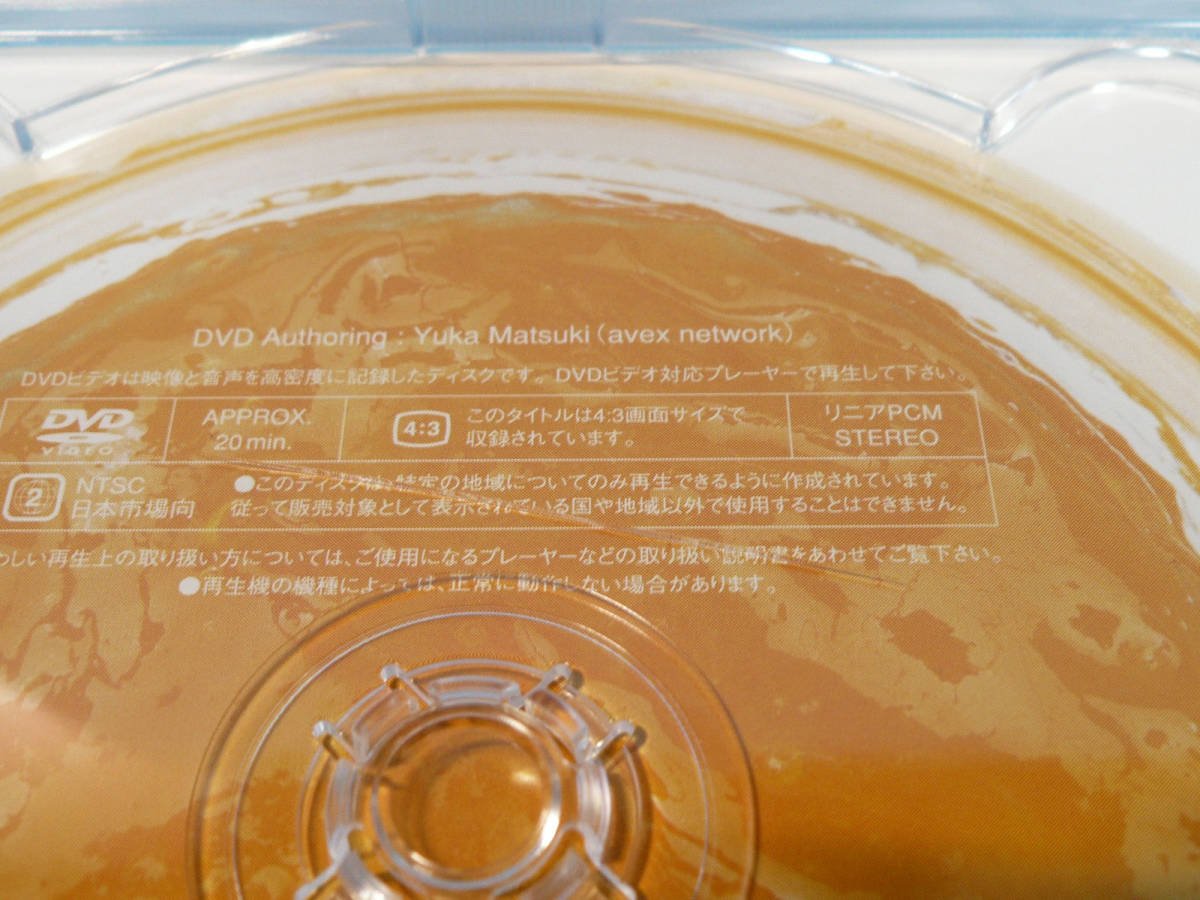 DVD Authoring : Yuka Matsuki (avex network)
DVDビデオは映像と音声を高密度に記録したディスクです。DVDビデオ対応プレーヤーで再生して下さい。
DVD VIDEO
APPROX. 20 min.
4:3
このタイトルは4:3画面サイズで
収録されています。
リニアPCM
STEREO
2
NTSC
日本市場向
●このディスクは、特定の地域についてのみ再生できるように作成されています。
従って販売対象として表示されている国や地域以外で使用することはできません。
わしい再生上の取り扱い方については、ご使用になるプレーヤーなどの取り扱い説明書をあわせてご覧下さい。
●再生機の機種によっては、正常に動作しない場合があります。